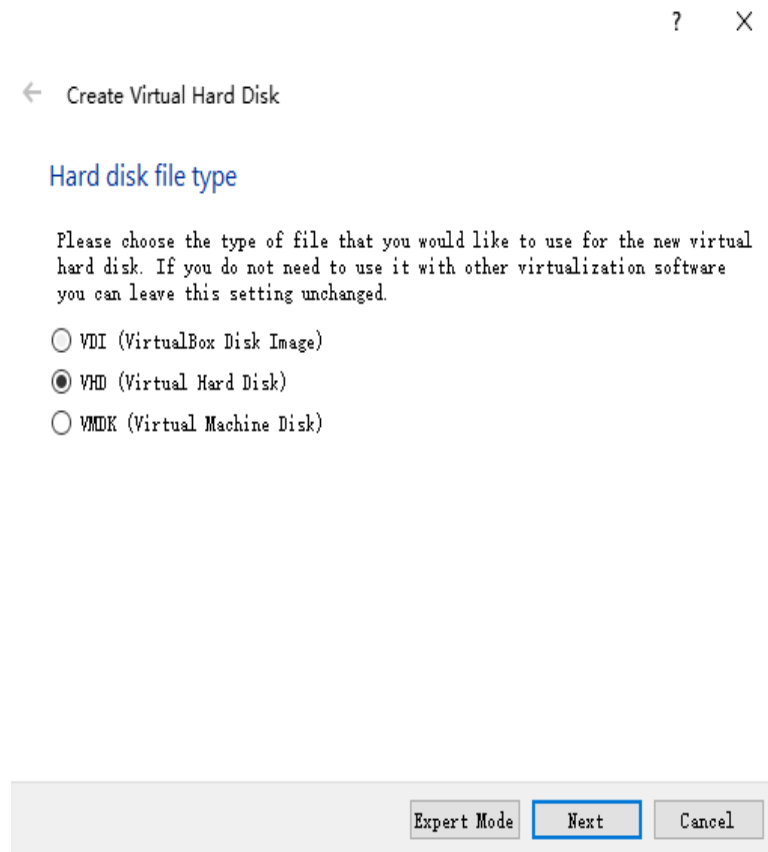 ?
Create Virtual Hard Disk
Hard disk file type
Please choose the type of file that you would like to use for the new virtual
hard disk. If you do not need to use it with other virtualization software
you can leave this setting unchanged.
VDI (VirtualBox Disk Image)
VHD (Virtual Hard Disk)
VMDK (Virtual Machine Disk)
Expert Mode Next Cancel